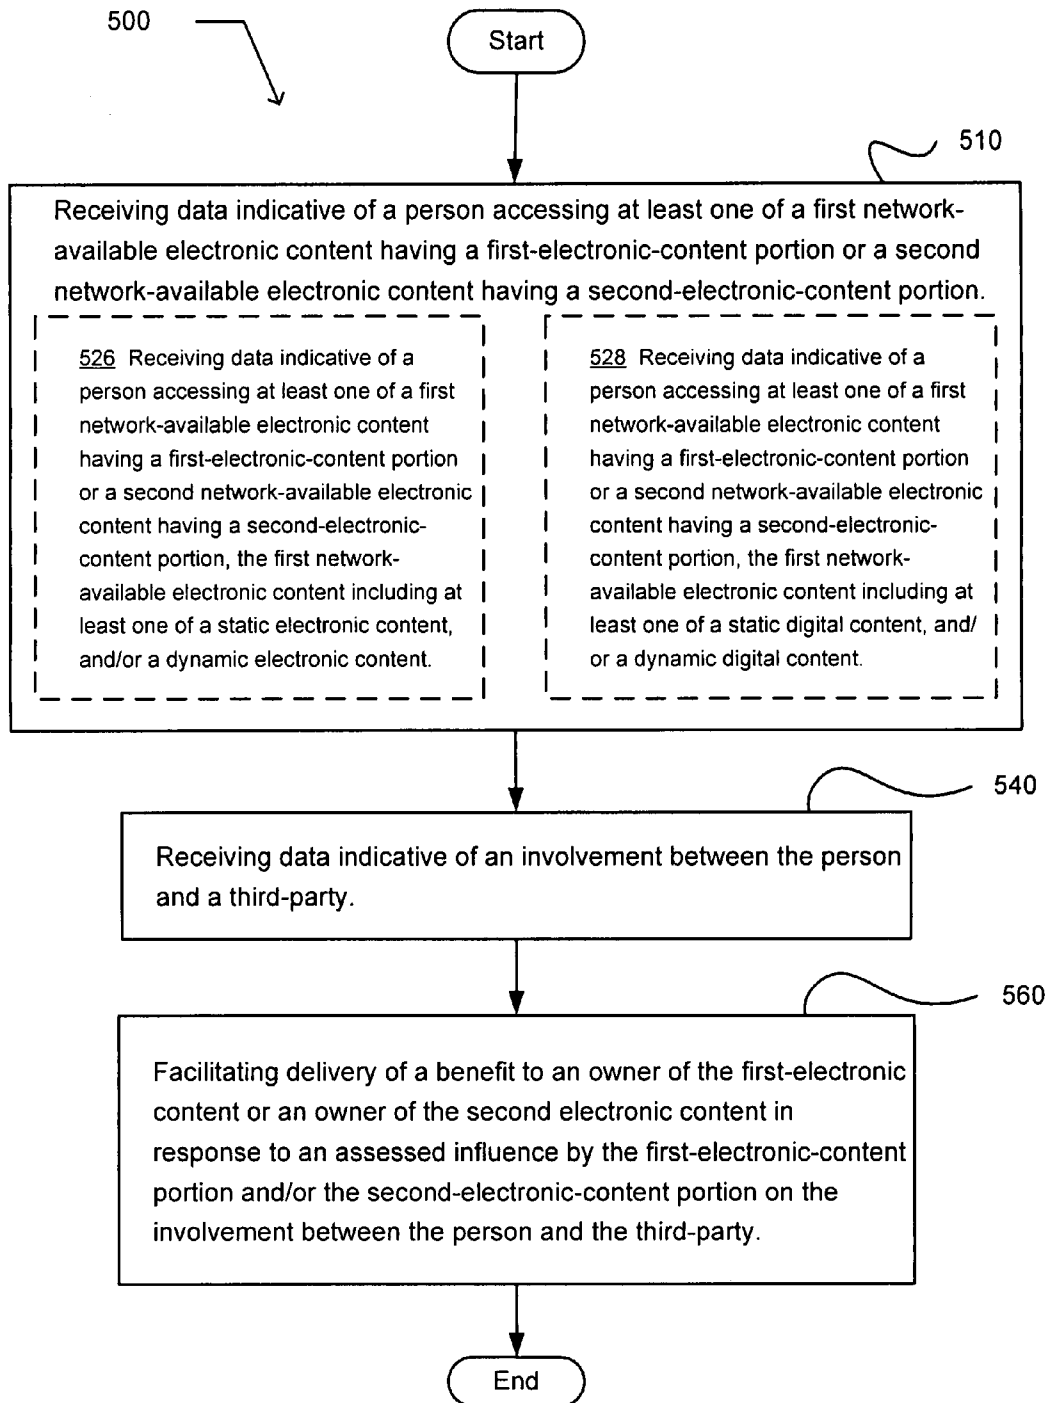 500
Start
510
Receiving data indicative of a person accessing at least one of a first network-
available electronic content having a first-electronic-content portion or a second
network-available electronic content having a second-electronic-content portion.
526 Receiving data indicative of a
person accessing at least one of a first
network-available electronic content
having a first-electronic-content portion
or a second network-available electronic
content having a second-electronic-
content portion, the first network-
available electronic content including at
least one of a static electronic content,
and/or a dynamic electronic content.
528 Receiving data indicative of a
person accessing at least one of a first
network-available electronic content
having a first-electronic-content portion
or a second network-available electronic
content having a second-electronic-
content portion, the first network-
available electronic content including at
least one of a static digital content, and/
or a dynamic digital content.
540
Receiving data indicative of an involvement between the person
and a third-party.
560
Facilitating delivery of a benefit to an owner of the first-electronic
content or an owner of the second electronic content in
response to an assessed influence by the first-electronic-content
portion and/or the second-electronic-content portion on the
involvement between the person and the third-party.
End